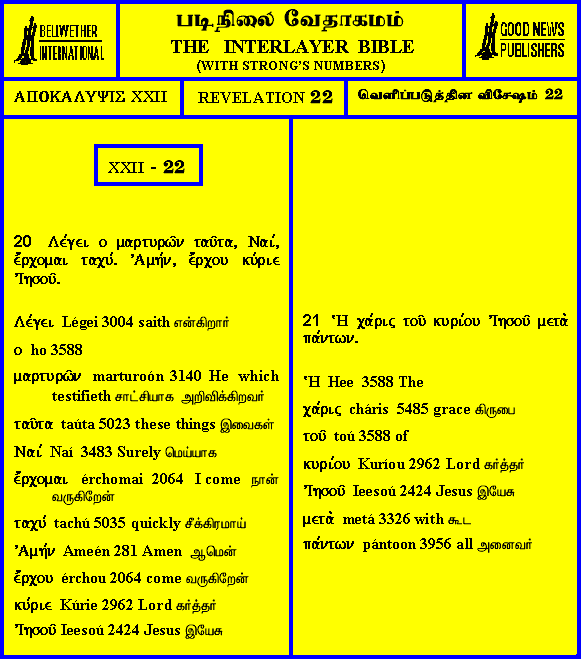 BELLWETHER
INTERNATIONAL
படிநிலை வேதாகமம்
THE INTERLAYER BIBLE
(WITH STRONG'S NUMBERS)
GOOD NEWS
PUBLISHERS
ΑΠΟΚΑΛΥΨΙΣ XXII
REVELATION 22
வெளிப்படுத்தின விசேஷம் 22
XXII - 22
20 Λέγει ο μαρτυρῶν ταῦτα, Ναί,
ἔρχομαι ταχύ. Ἀμήν, ἔρχου κύριε
Ἰησοῦ.
Λέγει Légei 3004 saith என்கிறார்
ο ho 3588
μαρτυρῶν marturoón 3140 He which
testifieth சாட்சியாக அறிவிக்கிறவர்
ταῦτα taúta 5023 these things இவைகள்
Ναί Naí 3483 Surely மெய்யாக
ἔρχομαι érchomai 2064 I come நான்
வருகிறேன்
ταχύ tachú 5035 quickly சீக்கிரமாய்
Ἀμήν Ameén 281 Amen ஆமென்
ἔρχου érchou 2064 come வருகிறேன்
κύριε Kúrie 2962 Lord கர்த்தர்
Ἰησοῦ Ieesoú 2424 Jesus இயேசு
21 Ἡ χάρις τοῦ κυρίου Ἰησοῦ μετὰ
πάντων.
Ἡ Hee 3588 The
χάρις cháris 5485 grace கிருபை
τοῦ toú 3588 of
κυρίου Kuríou 2962 Lord கர்த்தர்
Ἰησοῦ Ieesoú 2424 Jesus இயேசு
μετὰ metá 3326 with கூட
πάντων pántoon 3956 all அனைவர்